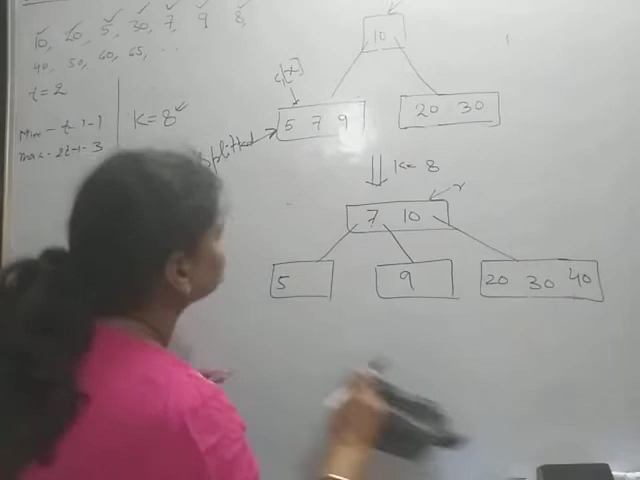 10, 20, 5, 30, 7, 9 8,
40, 50, 60, 65, ..
t = 2
Min - t-1-1
max - 2t-1-3
K=8
10
c[x]
5 7 9
20 30
Splitted
K=8
r
7 10
5
9
20 30 40